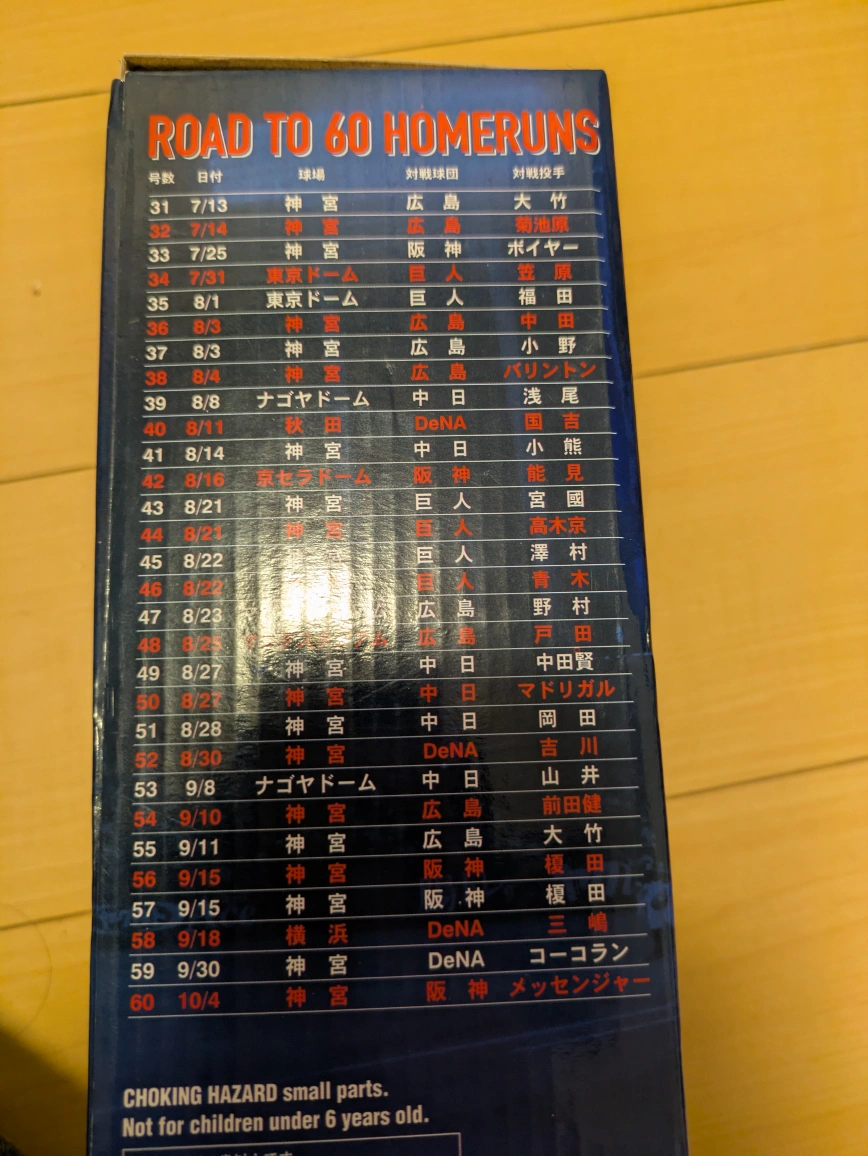 ROAD TO 60 HOMERUNS
号数 日付 球場 対戦球団 対戦投手
31 7/13 神宮 広島 大竹
32 7/14 神宮 広島 菊地原
33 7/25 神宮 阪神 ボイヤー
34 7/31 東京ドーム 巨人 笠原
35 8/1 東京ドーム 巨人 福田
36 8/3 神宮 広島 中田
37 8/3 神宮 広島 小野
38 8/4 神宮 広島 バリントン
39 8/8 ナゴヤドーム 中日 浅尾
40 8/11 秋田 DeNA 国吉
41 8/14 神宮 中日 小熊
42 8/16 京セラドーム 阪神 能見
43 8/21 神宮 巨人 宮國
44 8/21 神宮 巨人 高木京
45 8/22 巨人 澤村
46 8/22 巨人 青木
47 8/23 広島 野村
48 8/25 広島 戸田
49 8/27 神宮 中日 中田賢
50 8/27 神宮 中日 マドリガル
51 8/28 神宮 中日 岡田
52 8/30 神宮 DeNA 吉川
53 9/8 ナゴヤドーム 中日 山井
54 9/10 神宮 広島 前田健
55 9/11 神宮 広島 大竹
56 9/15 神宮 阪神 榎田
57 9/15 神宮 阪神 榎田
58 9/18 横浜 DeNA 三嶋
59 9/30 神宮 DeNA コーコラン
60 10/4 神宮 阪神 メッセンジャー
CHOKING HAZARD small parts.
Not for children under 6 years old.